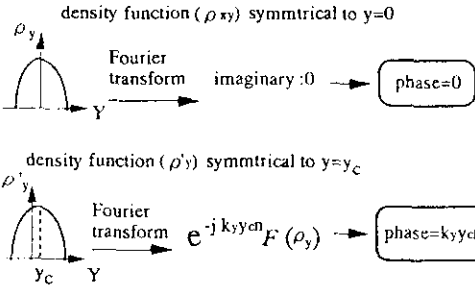 density function (ρ xy) symmtrical to y=0
ρ y
Fourier
transform
imaginary :0
phase=0
Y
density function (ρ'y) symmtrical to y=yc
ρ'y
Fourier
transform
e-j kyycn F (ρy)
phase=kyyc
yc
Y